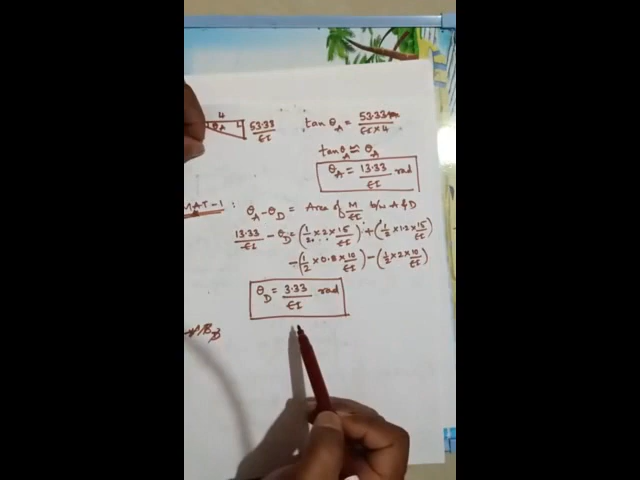 4
θA
53.33/EI
tan θA = 53.33/EI×4
tanθA ≈ θA
θA = 13.33/EI rad
MAT-1 : θA-θD = Area of M/EI b/w A & D
13.33/EI - θD = (1/2 ×2×15/EI) + (1/2 ×1.2×15/EI)
-(1/2 ×0.8×10/EI) - (1/2 ×2×10/EI)
θD = 3.33/EI rad